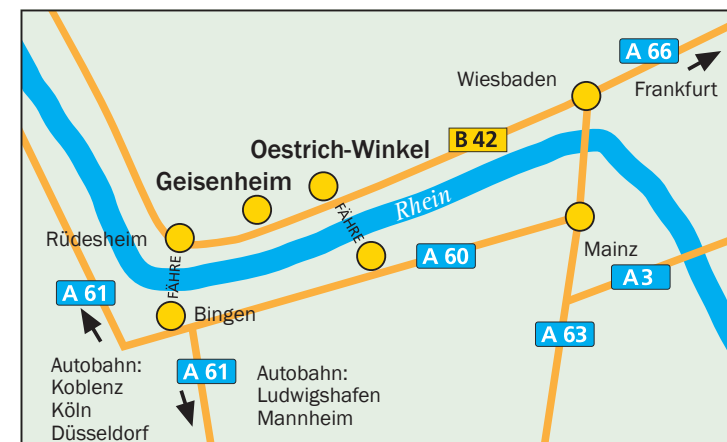 A 66
Wiesbaden
Frankfurt
B 42
Oestrich-Winkel
Geisenheim
Rhein
FÄHRE
Rüdesheim
Mainz
A 60
A 3
FÄHRE
A 61
Bingen
A 63
Autobahn:
Koblenz
Köln
Düsseldorf
A 61
Autobahn:
Ludwigshafen
Mannheim